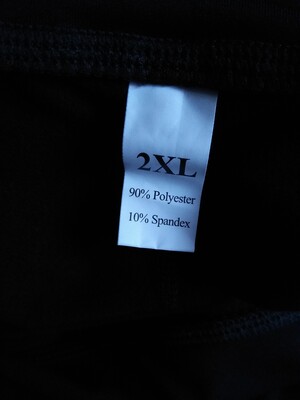 2XL
90% Polyester
10% Spandex